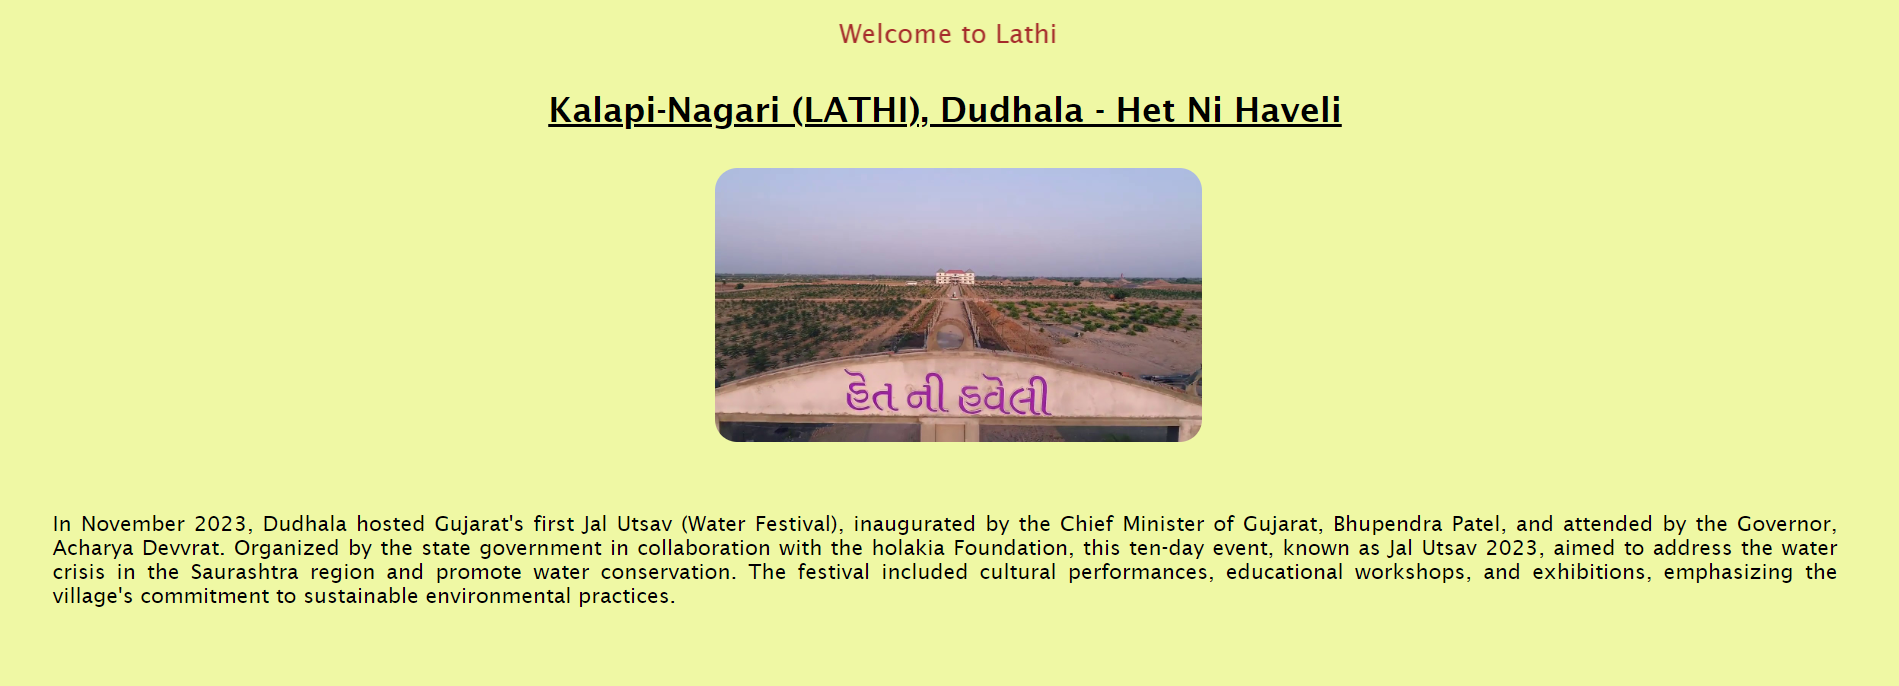 Welcome to Lathi
Kalapi-Nagari (LATHI), Dudhala - Het Ni Haveli
હેત ની હવેલી
In November 2023, Dudhala hosted Gujarat's first Jal Utsav (Water Festival), inaugurated by the Chief Minister of Gujarat, Bhupendra Patel, and attended by the Governor,
Acharya Devvrat. Organized by the state government in collaboration with the holakia Foundation, this ten-day event, known as Jal Utsav 2023, aimed to address the water
crisis in the Saurashtra region and promote water conservation. The festival included cultural performances, educational workshops, and exhibitions, emphasizing the
village's commitment to sustainable environmental practices.